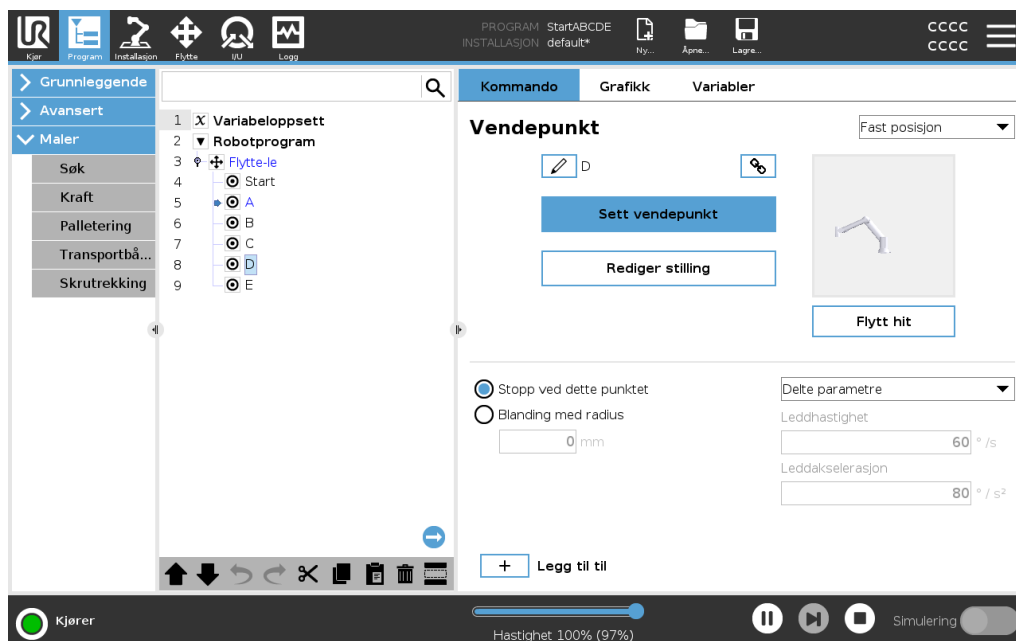 PROGRAM StartABCDE
INSTALLASJON default*
CCCC
CCCC
Kjør Program Installasjon Flytte I/U Logg Ny... Åpne... Lagre...
Grunnleggende
Avansert
Maler
Søk
Kraft
Palletering
Transportbå...
Skrutrekking
1 X Variabeloppsett
2 Robotprogram
3 Flytte-le
4 Start
5 A
6 B
7 C
8 D
9 E
Kommando Grafikk Variabler
Vendepunkt
Fast posisjon
D
Sett vendepunkt
Rediger stilling
Flytt hit
Stopp ved dette punktet
Delte parametre
Blanding med radius
Leddhastighet
0 mm
60 °/s
Leddakselerasjon
80 °/ s²
+ Legg til til
Kjører
Hastighet 100% (97%)
Simulering